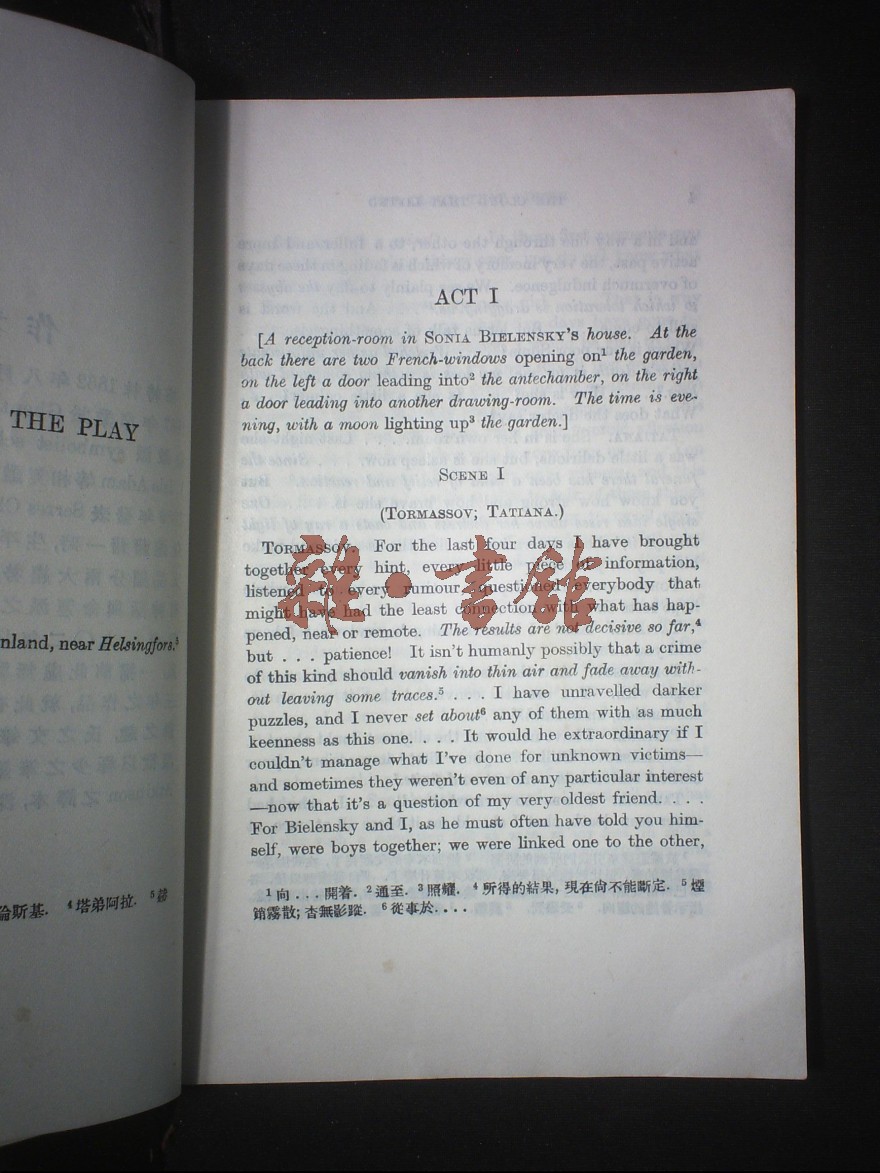 THE PLAY
nland, near Helsingfors.⁵
倫斯基. ⁴塔弟阿拉. ⁵
ACT I
[A reception-room in SONIA BIELENSKY's house. At the
back there are two French-windows opening on¹ the garden,
on the left a door leading into² the antechamber, on the right
a door leading into another drawing-room. The time is eve-
ning, with a moon lighting up³ the garden.]
SCENE I
(TORMASSOV; TATIANA.)
TORMASSOV. For the last four days I have brought
together every hint, every little piece of information,
listened to every rumour, questioned everybody that
might have had the least connection with what has hap-
pened, near or remote. The results are not decisive so far,⁴
but . . . patience! It isn't humanly possibly that a crime
of this kind should vanish into thin air and fade away with-
out leaving some traces.⁵ . . . I have unravelled darker
puzzles, and I never set about⁶ any of them with as much
keenness as this one. . . . It would he extraordinary if I
couldn't manage what I've done for unknown victims—
and sometimes they weren't even of any particular interest
—now that it's a question of my very oldest friend. . . .
For Bielensky and I, as he must often have told you him-
self, were boys together; we were linked one to the other,
¹ 向 . . . 開着. ² 通至. ³ 照耀. ⁴ 所得的結果, 現在尙不能斷定. ⁵ 煙
銷霧散; 杳無影蹤. ⁶ 從事於. . . .
雜·書館